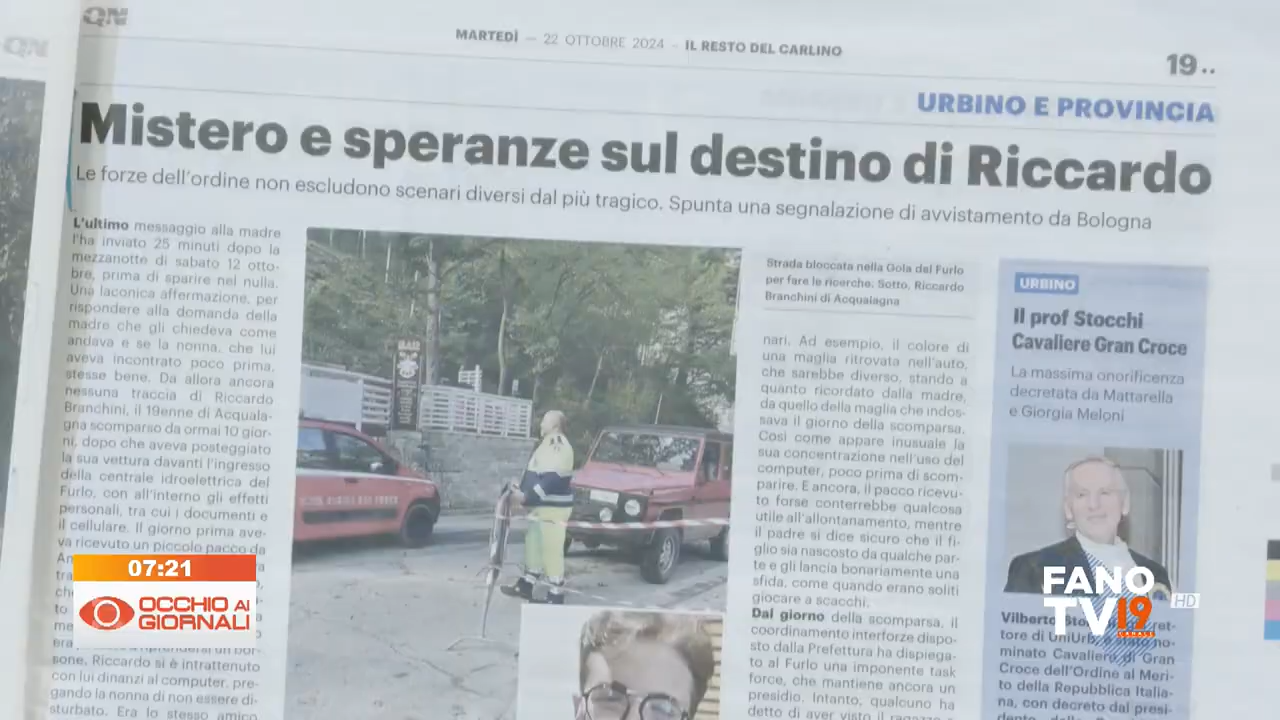 QN
QN
MARTEDÌ — 22 OTTOBRE 2024 – IL RESTO DEL CARLINO
19 ..
URBINO E PROVINCIA
Mistero e speranze sul destino di Riccardo
Le forze dell'ordine non escludono scenari diversi dal più tragico. Spunta una segnalazione di avvistamento da Bologna
L'ultimo messaggio alla madre
l'ha inviato 25 minuti dopo la
mezzanotte di sabato 12 otto-
bre, prima di sparire nel nulla.
Una laconica affermazione, per
rispondere alla domanda della
madre che gli chiedeva come
andava e se la nonna, che lui
aveva incontrato poco prima,
stesse bene. Da allora ancora
nessuna traccia di Riccardo
Branchini, il 19enne di Acquala-
gna scomparso da ormai 10 gior-
ni, dopo che aveva posteggiato
la sua vettura davanti l'ingresso
della centrale idroelettrica del
Furlo, con all'interno gli effetti
personali, tra cui i documenti e
il cellulare. Il giorno prima ave-
va ricevuto un piccolo pacco da
sone, Riccardo si è intrattenuto
con lui dinanzi al computer, pre-
gando la nonna di non essere di-
sturbato. Era lo stesso amico
BAR
Strada bloccata nella Gola del Furlo
per fare le ricerche. Sotto, Riccardo
Branchini di Acqualagna
nari. Ad esempio, il colore di
una maglia ritrovata nell'auto,
che sarebbe diverso, stando a
quanto ricordato dalla madre,
da quello della maglia che indos-
sava il giorno della scomparsa.
Così come appare inusuale la
sua concentrazione nell'uso del
computer, poco prima di scom-
parire. E ancora, il pacco ricevu-
to forse conterrebbe qualcosa
utile all'allontanamento, mentre
il padre si dice sicuro che il fi-
glio sia nascosto da qualche par-
te e gli lancia bonariamente una
sfida, come quando erano soliti
giocare a scacchi.
Dal giorno della scomparsa, il
coordinamento interforze dispo-
sto dalla Prefettura ha dispiega-
to al Furlo una imponente task
force, che mantiene ancora un
presidio. Intanto, qualcuno ha
detto di aver visto il ragazzo a
URBINO
Il prof Stocchi
Cavaliere Gran Croce
La massima onorificenza
decretata da Mattarella
e Giorgia Meloni
Vilberto
tore di UniUrb, è stato no-
minato Cavaliere di Gran
Croce dell'Ordine al Meri-
to della Repubblica Italia-
na, con decreto dal presi-
07:21
OCCHIO AI
GIORNALI
FANO
TV 19 HD
CANALE